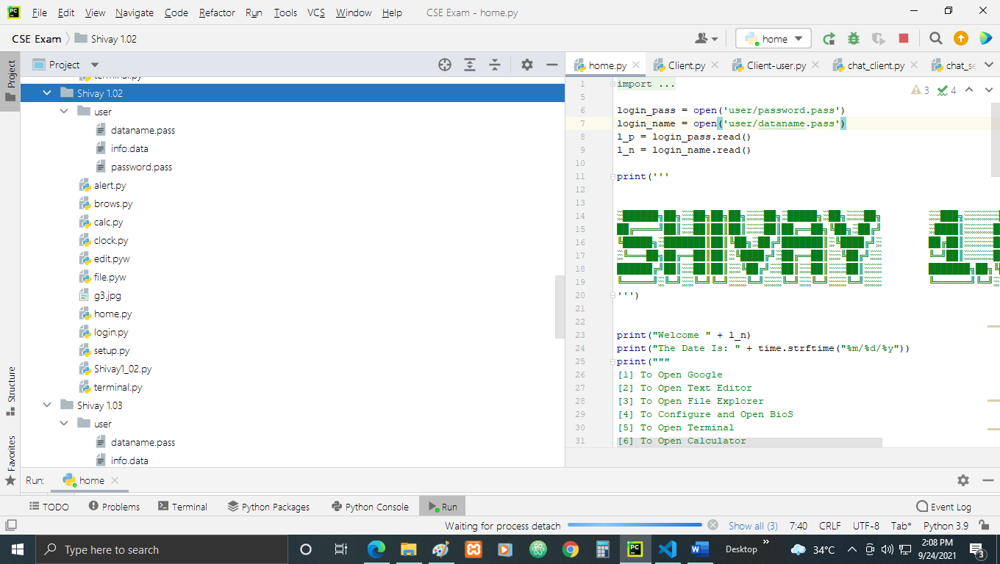 File Edit View Navigate Code Refactor Run Tools VCS Window Help CSE Exam - home.py
CSE Exam Shivay 1.02 home
Project
home.py Client.py Client-user.py chat_client.py chat_se
Project
terminal.py
Shivay 1.02
user
dataname.pass
info.data
password.pass
alert.py
brows.py
calc.py
clock.py
edit.pyw
file.pyw
g3.jpg
home.py
login.py
setup.py
Shivay1_02.py
terminal.py
Shivay 1.03
user
dataname.pass
info.data
Structure
Favorites
3 4
1 import ...
5
6 login_pass = open('user/password.pass')
7 login_name = open('user/dataname.pass')
8 l_p = login_pass.read()
9 l_n = login_name.read()
10
11 print('''
12
13
14
15
16
17
18
19
SHIVAY 1
20 ''')
21
22
23 print("Welcome " + l_n)
24 print("The Date Is: " + time.strftime("%m/%d/%y"))
25 print("""
26 [1] To Open Google
27 [2] To Open Text Editor
28 [3] To Open File Explorer
29 [4] To Configure and Open BioS
30 [5] To Open Terminal
31 [6] To Open Calculator
Run: home
TODO Problems Terminal Python Packages Python Console Run Event Log
Waiting for process detach Show all (3) 7:40 CRLF UTF-8 Tab* Python 3.9
Type here to search Desktop 34°C 2:08 PM
9/24/2021
3